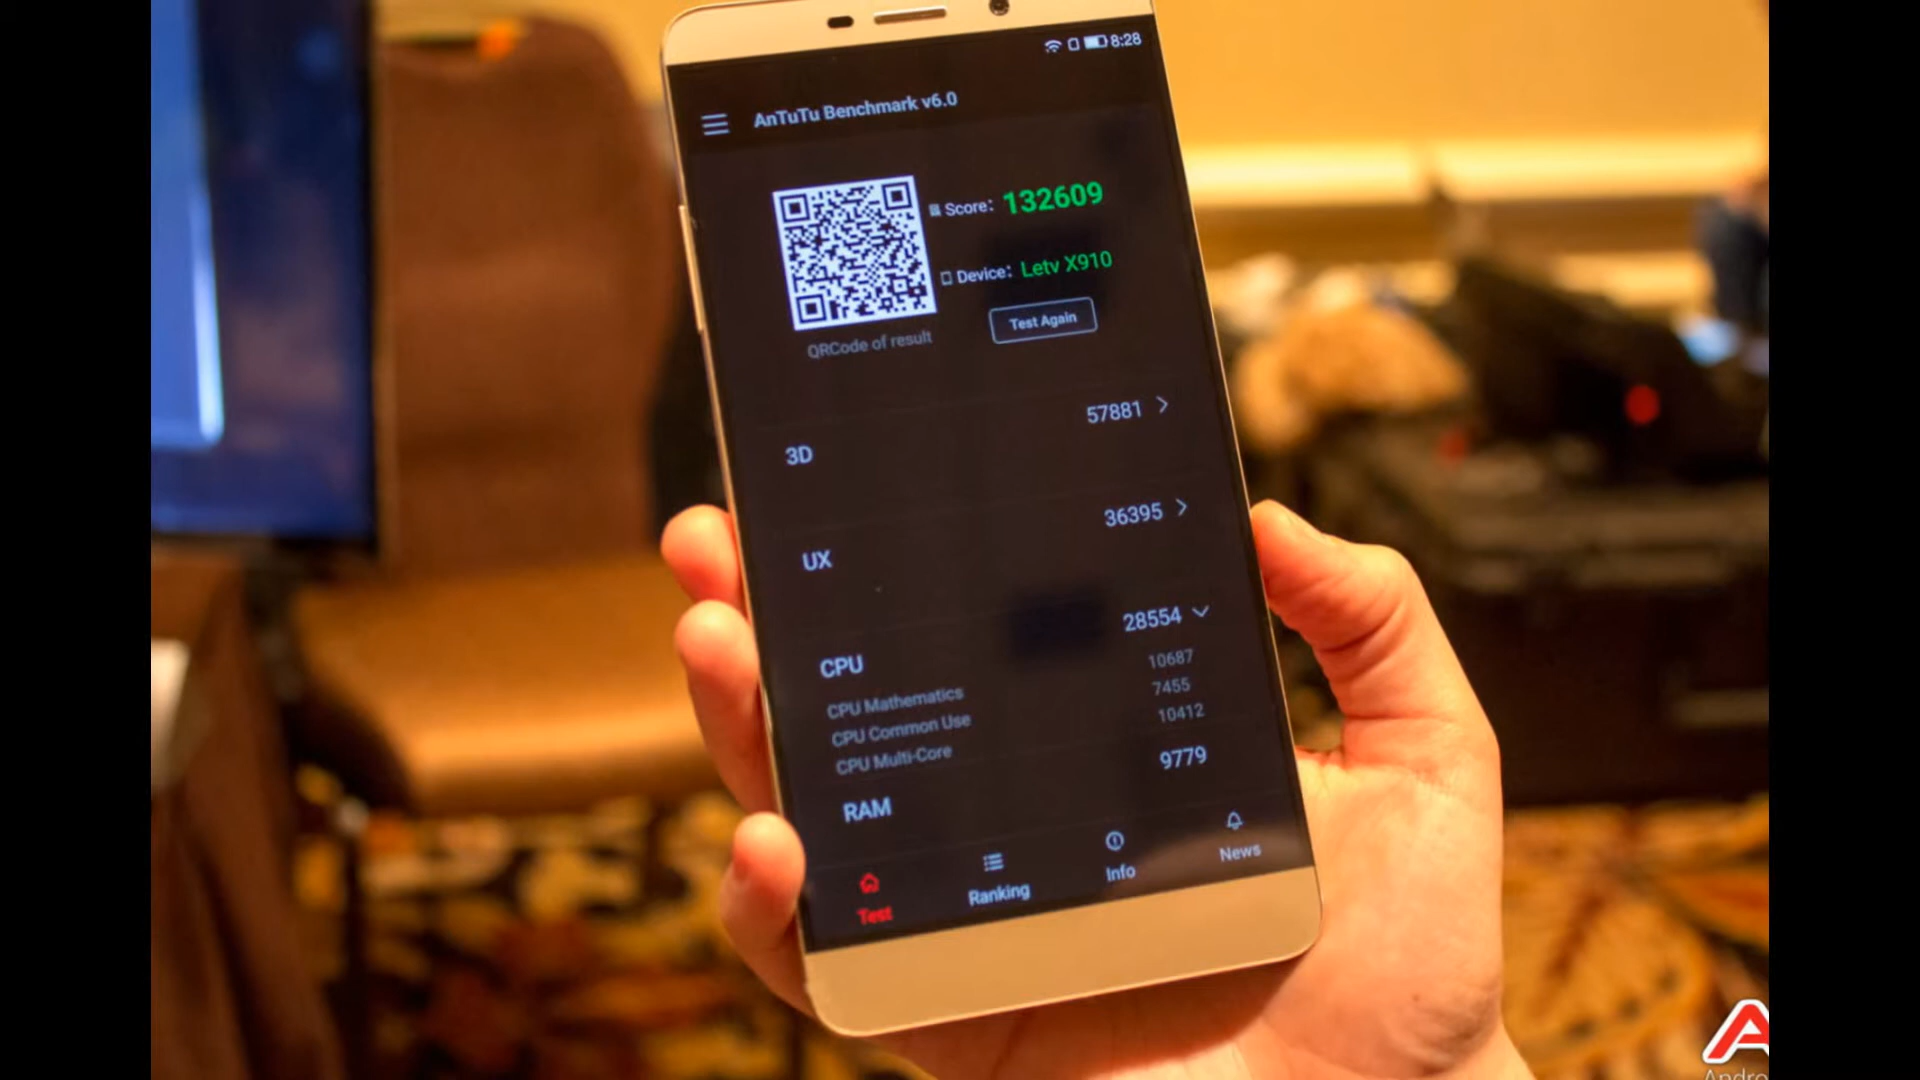 8:28
AnTuTu Benchmark v6.0
Score: 132609
Device: Letv X910
Test Again
QRCode of result
57881
3D
36395
UX
28554
CPU
CPU Mathematics 10687
CPU Common Use 7455
CPU Multi-Core 10412
9779
RAM
Test Ranking Info News
Andro